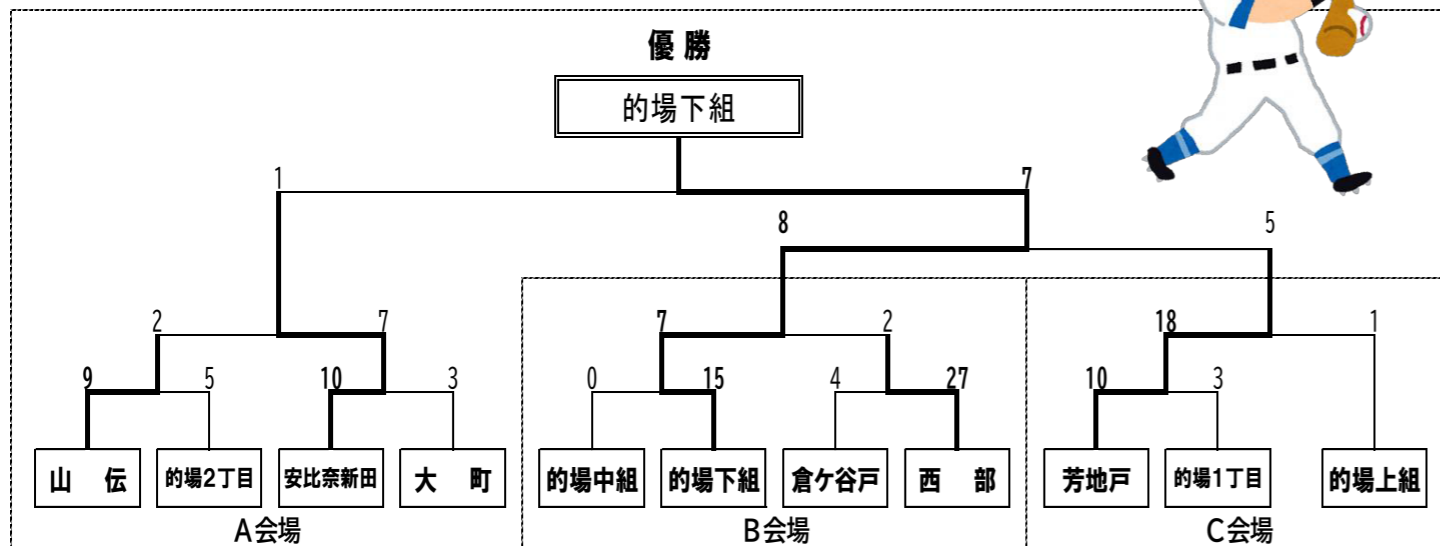 優勝
的場下組
1 7
8 5
2 7 7 2 18 1
9 5 10 3 0 15 4 27 10 3
山 伝 的場2丁目 安比奈新田 大 町 的場中組 的場下組 倉ケ谷戸 西 部 芳地戸 的場1丁目 的場上組
A会場 B会場 C会場